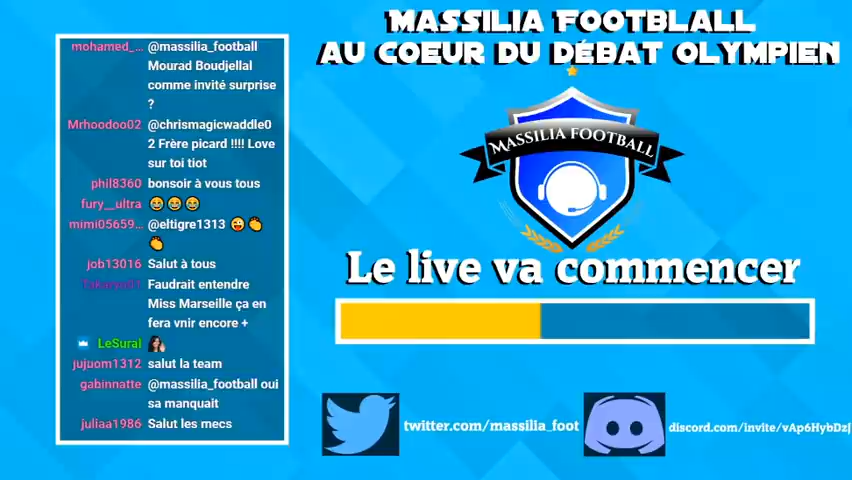 mohamed_... @massilia_football
Mourad Boudjellal
comme invité surprise
?
Mrhoodoo02 @chrismagicwaddle0
2 Frère picard !!!! Love
sur toi tiot
phil8360 bonsoir à vous tous
fury__ultra 😂😂😂
mimi05659... @eltigre1313 😜👏
👏
job13016 Salut à tous
Faudrait entendre
Miss Marseille ça en
fera vnir encore +
LeSural
jujuom1312 salut la team
gabinnatte @massilia_football oui
sa manquait
juliaa1986 Salut les mecs
MASSILIA FOOTBLALL
AU COEUR DU DÉBAT OLYMPIEN
MASSILIA FOOTBALL
Le live va commencer
twitter.com/massilia_foot
discord.com/invite/vAp6HybDzJ